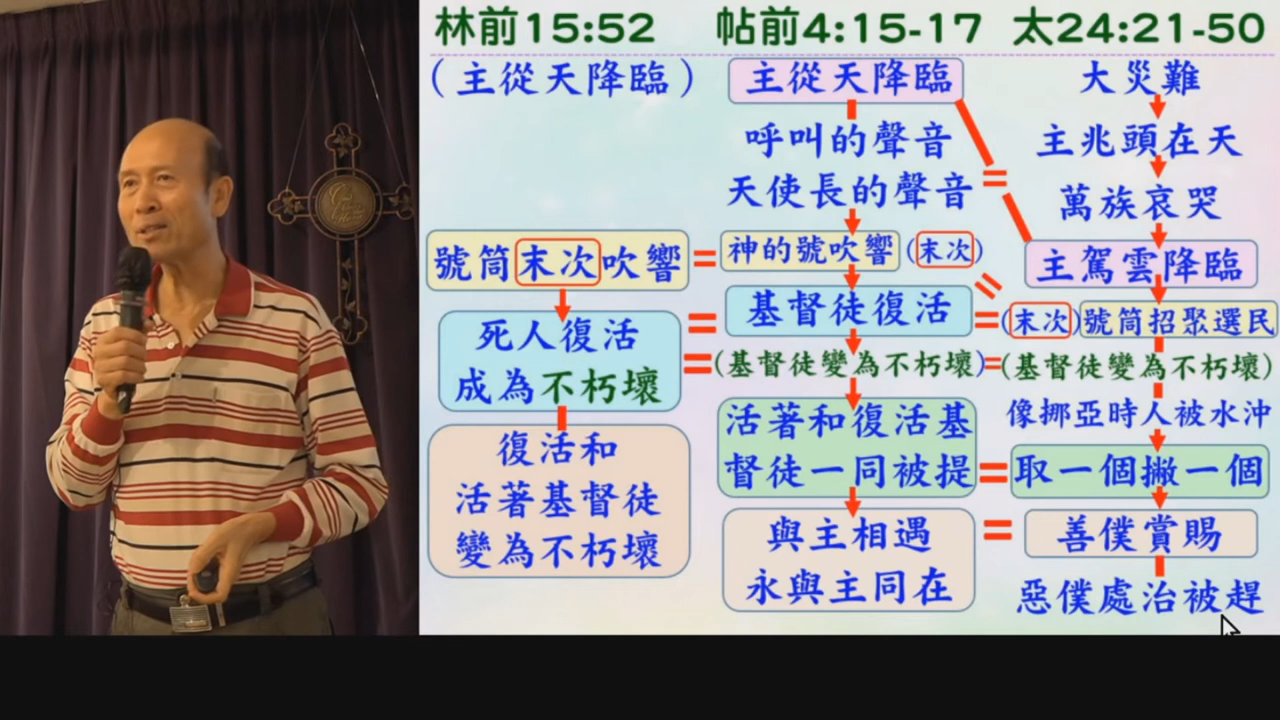 林前15:52
帖前4:15-17
太24:21-50
（主從天降臨）
號筒末次吹響
死人復活
成為不朽壞
復活和
活著基督徒
變為不朽壞
主從天降臨
呼叫的聲音
天使長的聲音
神的號吹響(末次)
基督徒復活
(基督徒變為不朽壞)
活著和復活基
督徒一同被提
與主相遇
永與主同在
大災難
主兆頭在天
萬族哀哭
主駕雲降臨
(末次)號筒招聚選民
(基督徒變為不朽壞)
像挪亞時人被水沖
取一個撇一個
善僕賞賜
惡僕處治被趕